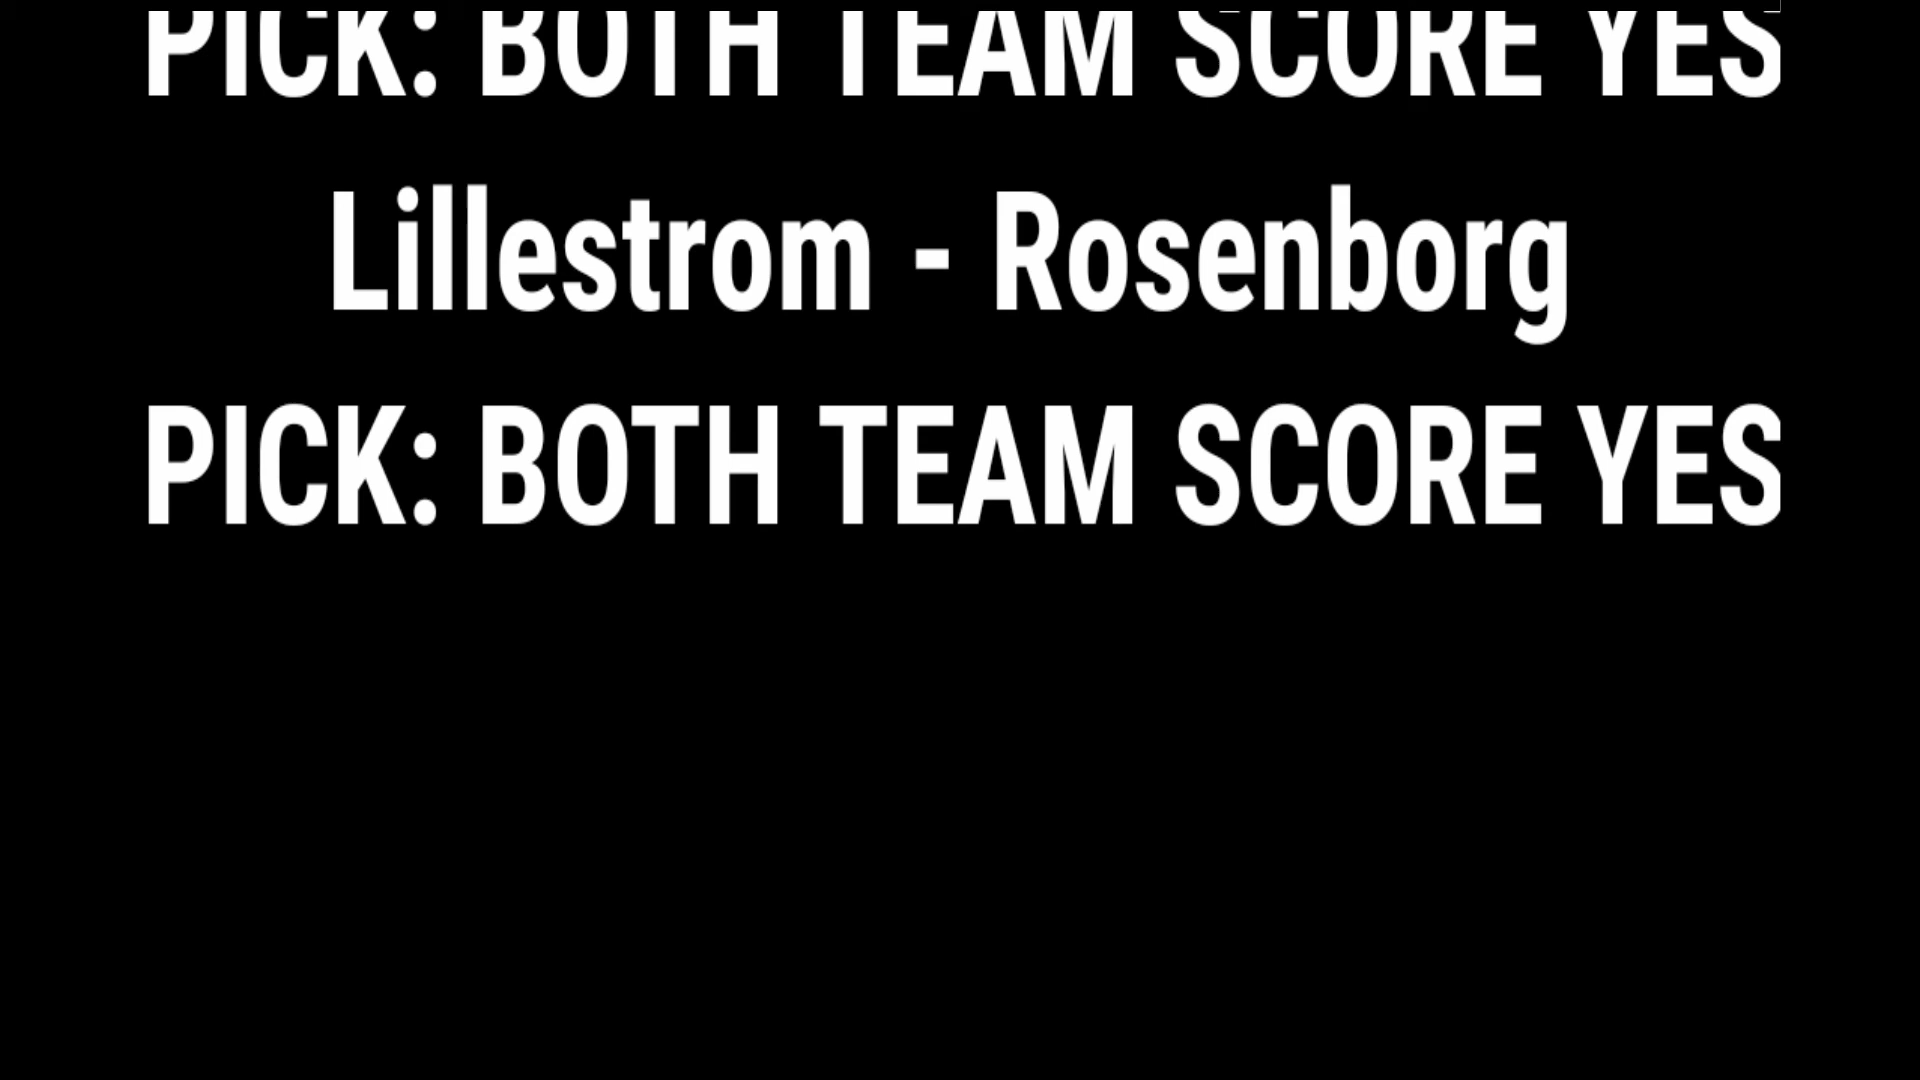 PICK: BOTH TEAM SCORE YES
Lillestrom - Rosenborg
PICK: BOTH TEAM SCORE YES